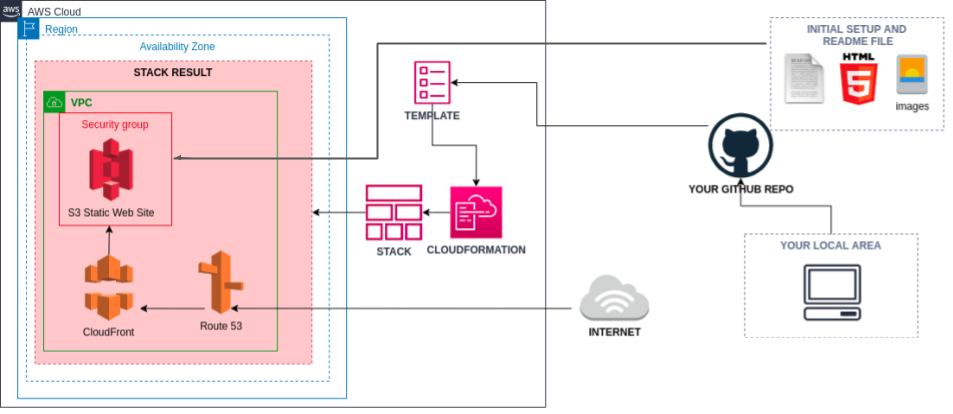 aws
AWS Cloud
Region
Availability Zone
STACK RESULT
VPC
Security group
S3 Static Web Site
CloudFront
Route 53
TEMPLATE
STACK
CLOUDFORMATION
INTERNET
INITIAL SETUP AND
README FILE
HTML
5
images
YOUR GITHUB REPO
YOUR LOCAL AREA